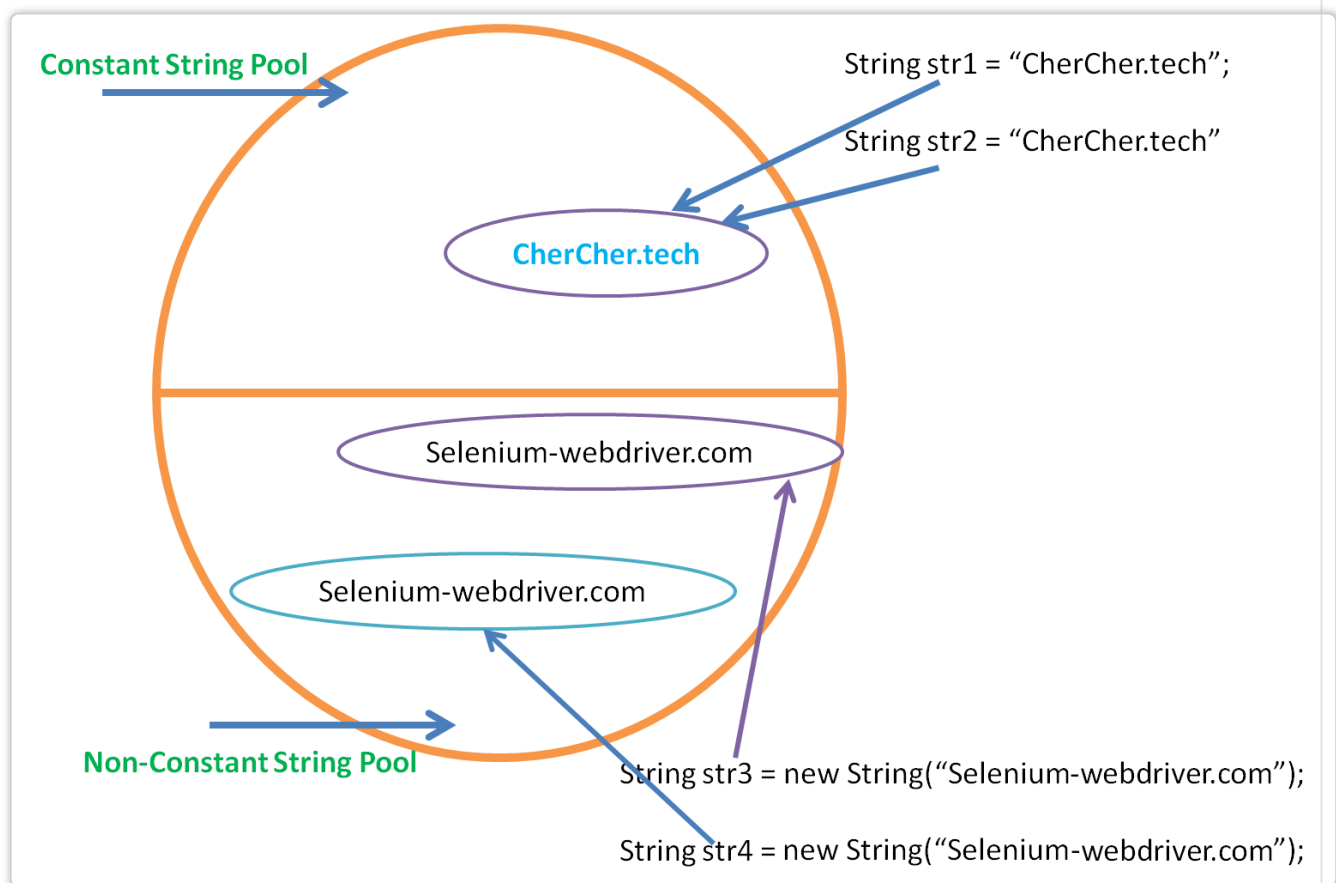 Constant String Pool
String str1 = “CherCher.tech”;
String str2 = “CherCher.tech”
CherCher.tech
Selenium-webdriver.com
Selenium-webdriver.com
Non-Constant String Pool
String str3 = new String(“Selenium-webdriver.com”);
String str4 = new String(“Selenium-webdriver.com”);